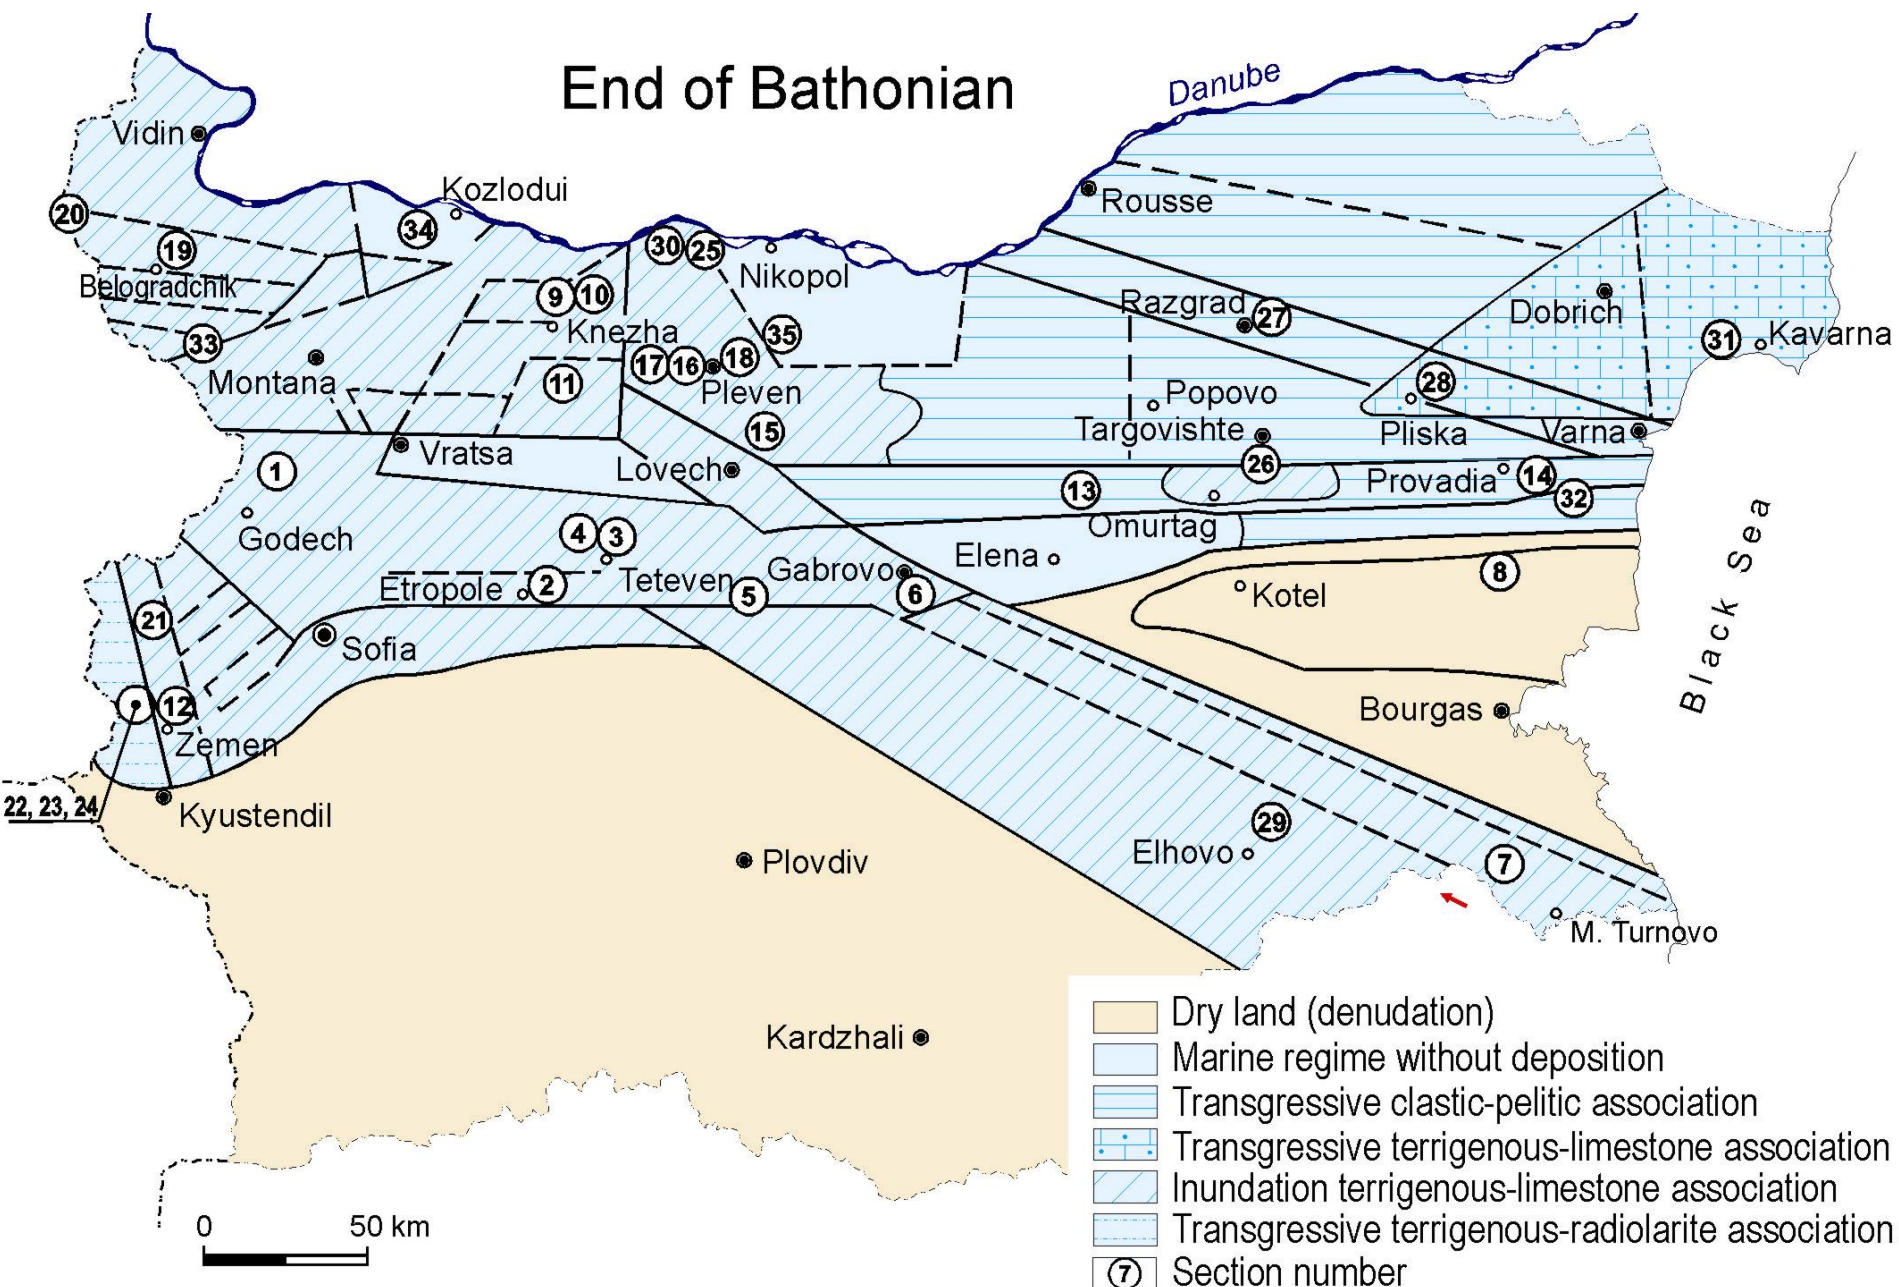 End of Bathonian
Danube
Vidin
Kozlodui
Rousse
20
34
19
30
25
Nikopol
Belogradchik
9
10
Razgrad
27
Dobrich
Knezha
35
31
Kavarna
33
17
16
18
Montana
11
Pleven
28
Popovo
15
Targovishte
Pliska
Varna
Vratsa
1
Lovech
26
13
Provadia
14
32
Godech
4
3
Omurtag
Elena
Black Sea
Etropole
2
Teteven
Gabrovo
5
6
8
Kotel
21
Sofia
12
Bourgas
Zemen
22, 23, 24
Kyustendil
29
Plovdiv
Elhovo
7
M. Turnovo
Kardzhali
Dry land (denudation)
Marine regime without deposition
Transgressive clastic-pelitic association
Transgressive terrigenous-limestone association
Inundation terrigenous-limestone association
Transgressive terrigenous-radiolarite association
7 Section number
0 50 km